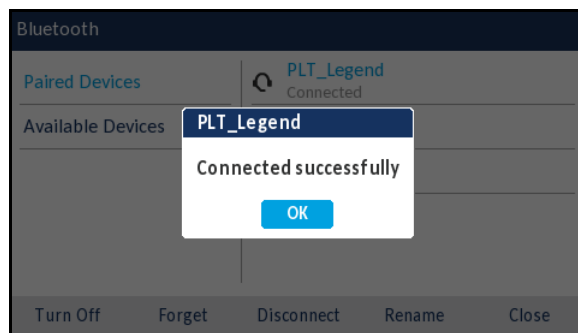 Bluetooth
Paired Devices
PLT_Legend
Connected
Available Devices
PLT_Legend
Connected successfully
OK
Turn Off Forget Disconnect Rename Close